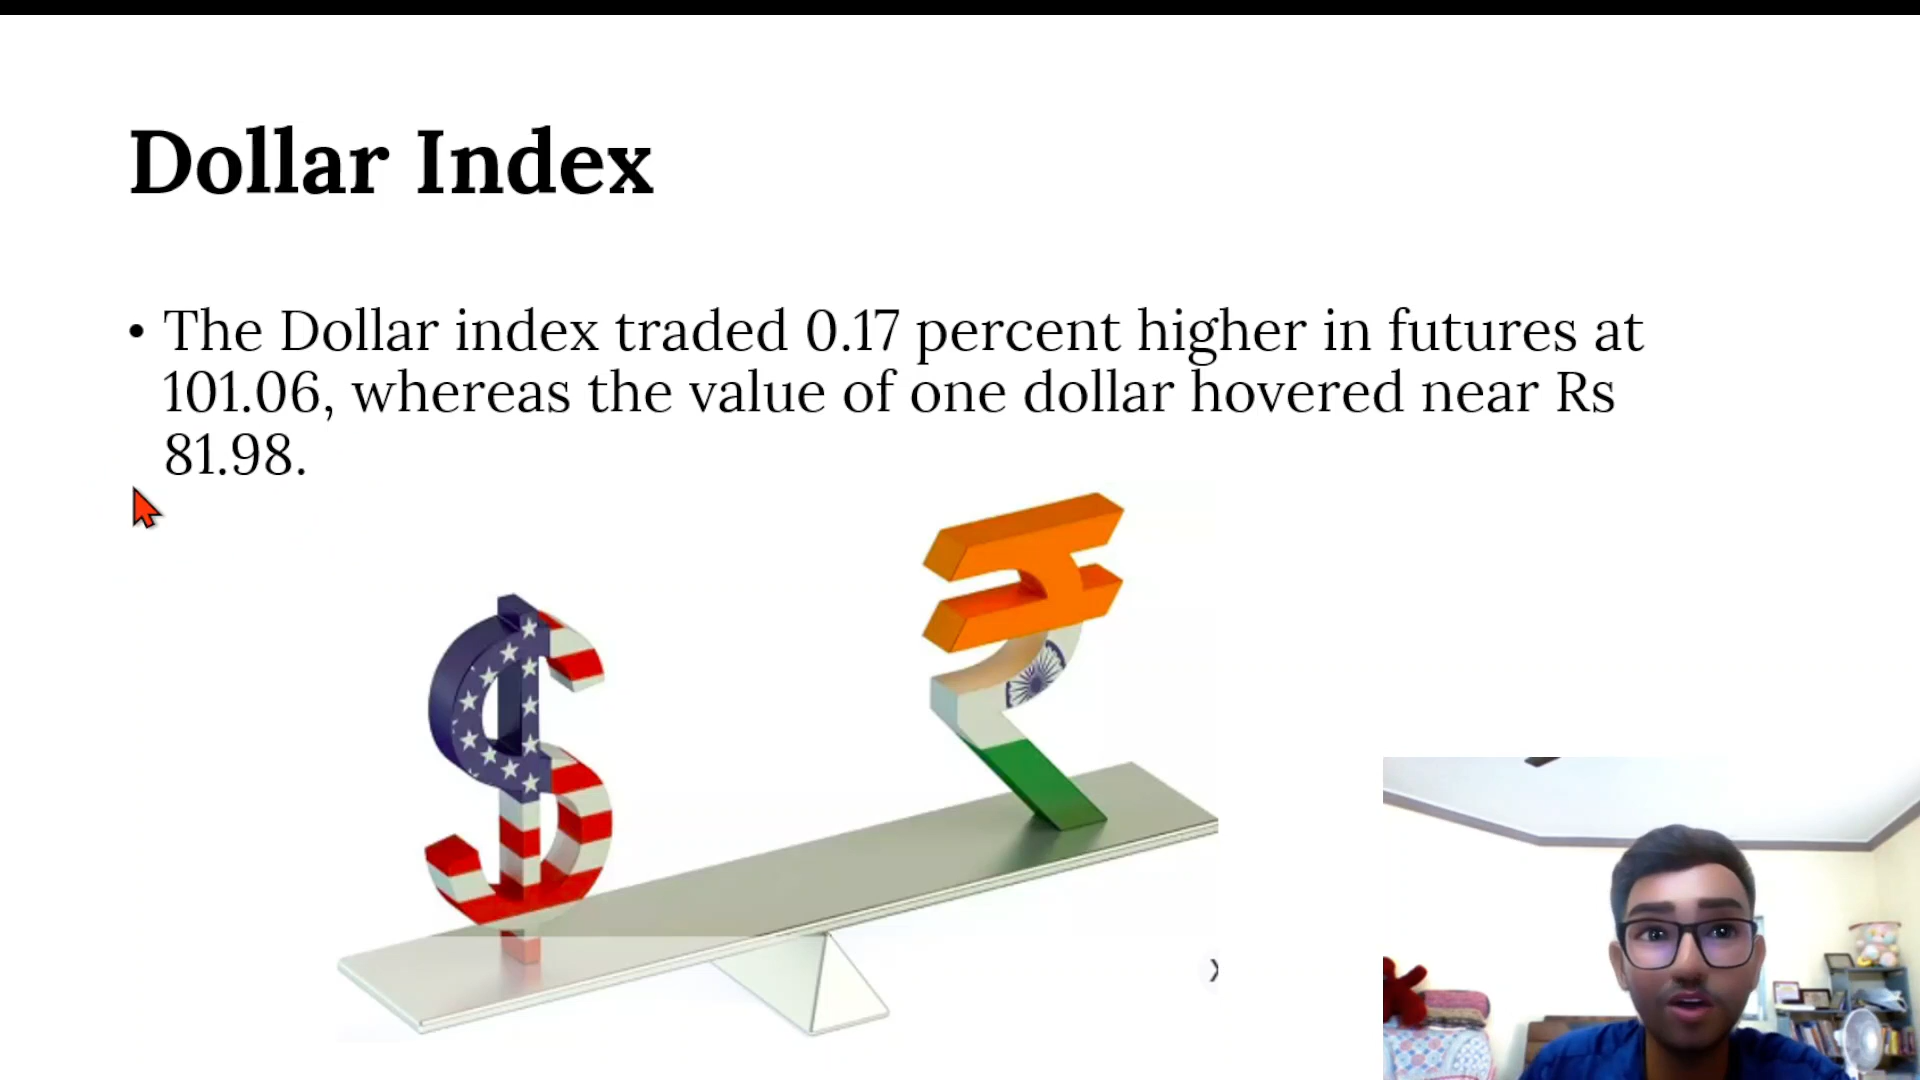 Dollar Index
• The Dollar index traded 0.17 percent higher in futures at
101.06, whereas the value of one dollar hovered near Rs
81.98.